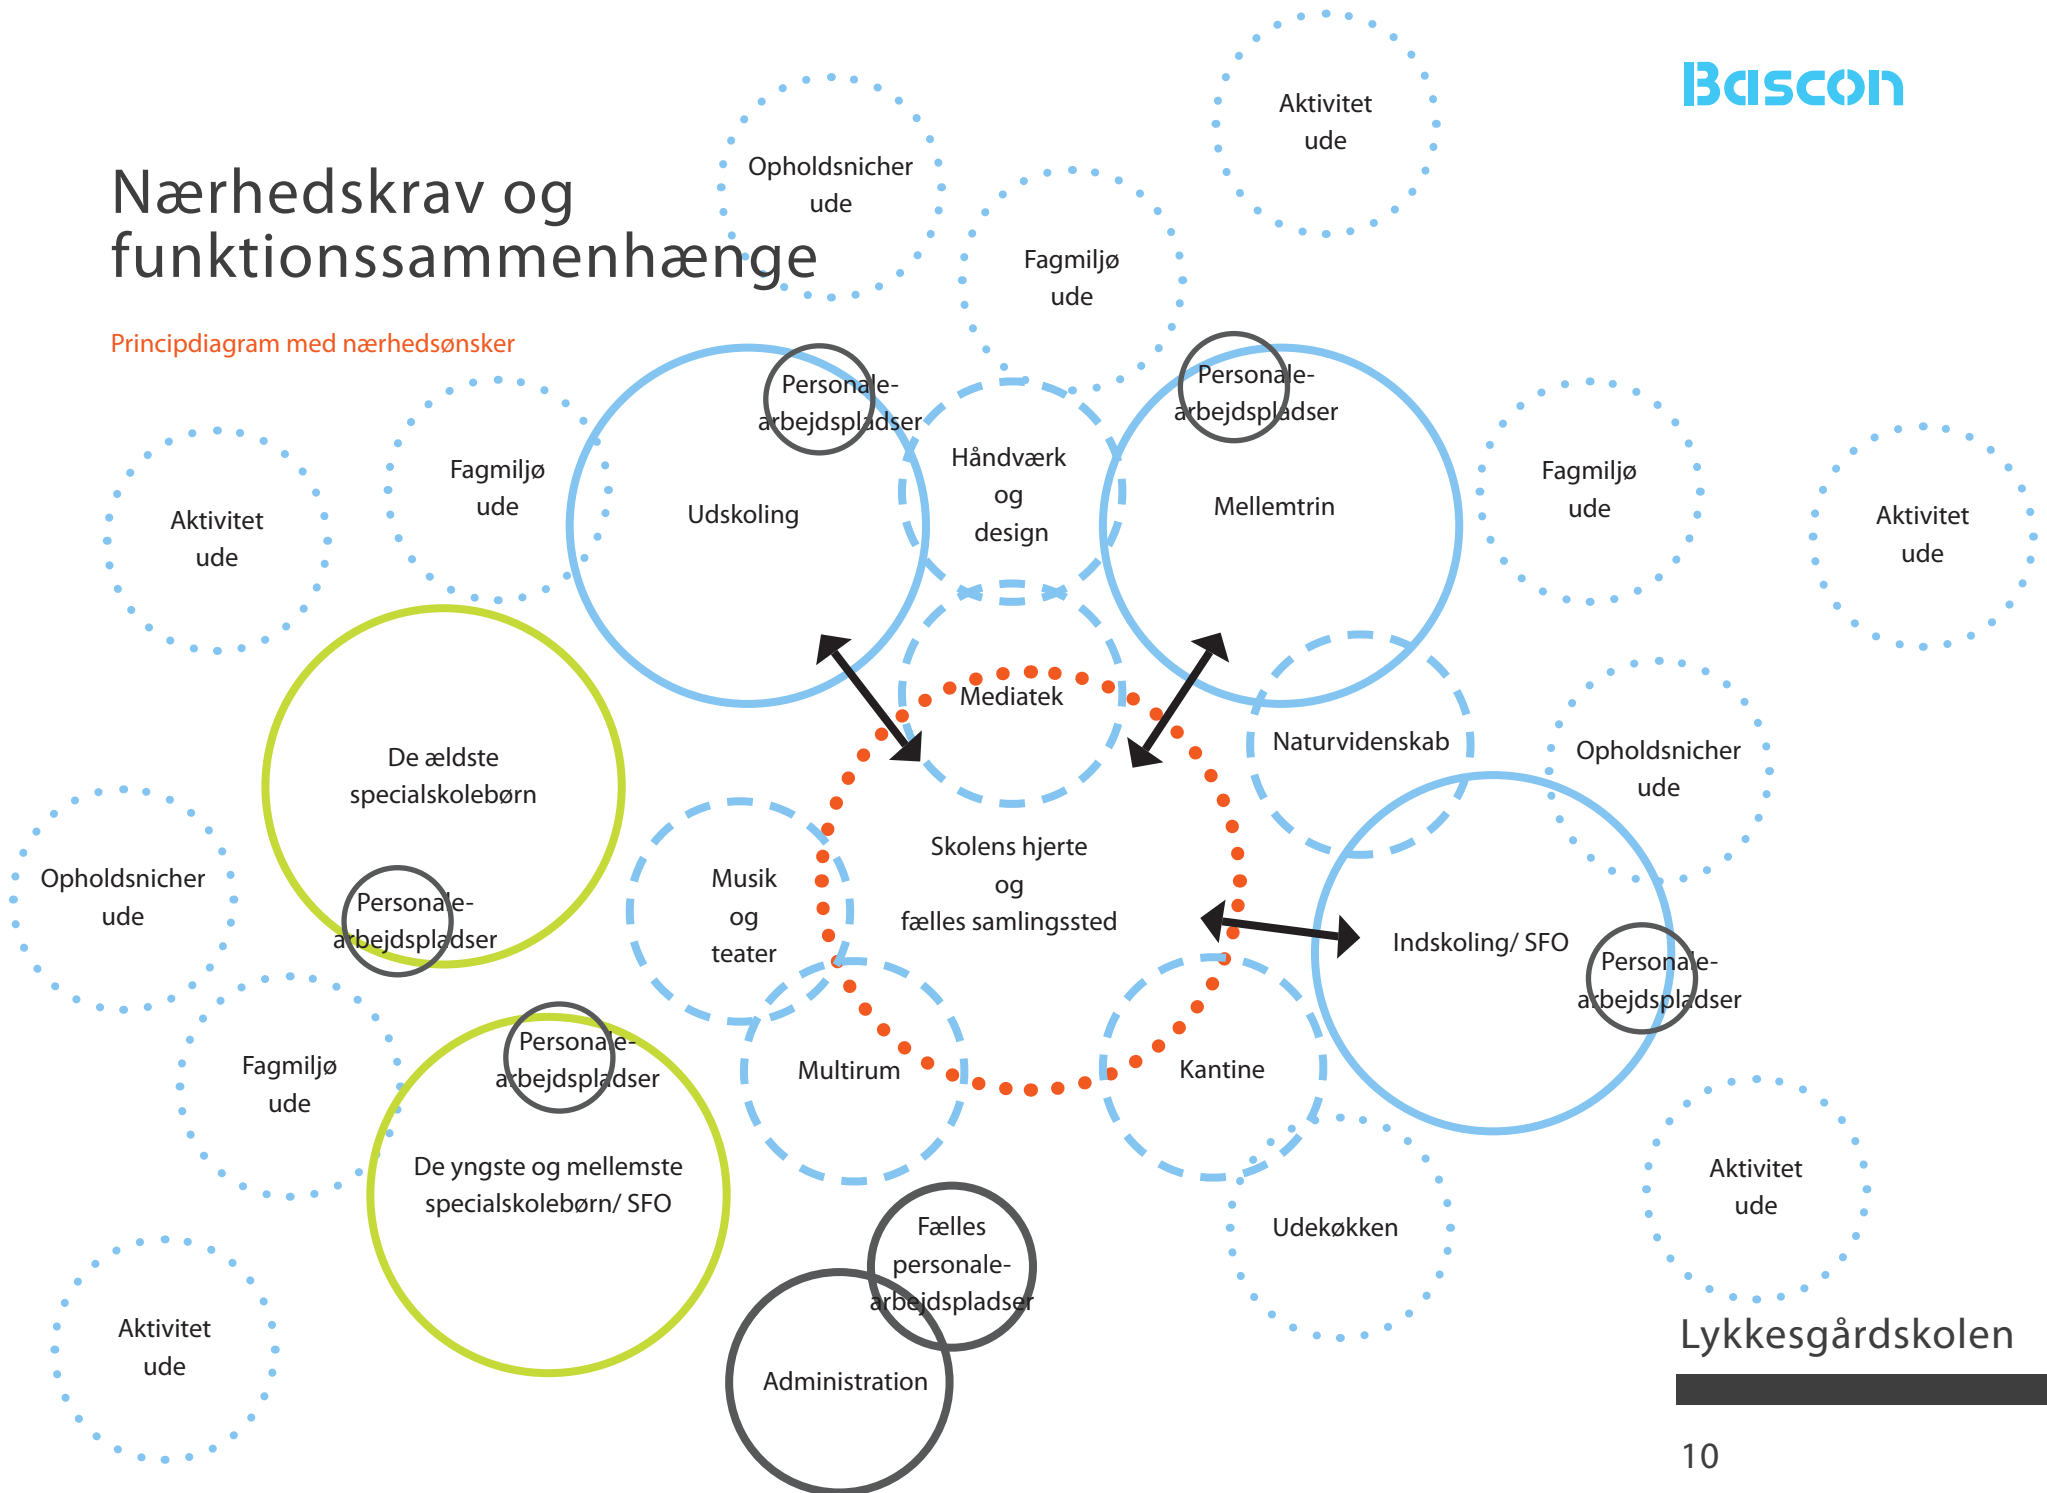 Bascon
Nærhedskrav og
funktionssammenhænge
Principdiagram med nærhedsønsker
Aktivitet
ude
Opholdsnicher
ude
Fagmiljø
ude
Personale-
arbejdspladser
Udskoling
Håndværk
og
design
Personale-
arbejdspladser
Mellemtrin
Fagmiljø
ude
Aktivitet
ude
Fagmiljø
ude
Aktivitet
ude
Mediatek
Naturvidenskab
Opholdsnicher
ude
De ældste
specialskolebørn
Personale-
arbejdspladser
Opholdsnicher
ude
Musik
og
teater
Skolens hjerte
og
fælles samlingssted
Indskoling/ SFO
Personale-
arbejdspladser
Fagmiljø
ude
Personale-
arbejdspladser
De yngste og mellemste
specialskolebørn/ SFO
Multirum
Kantine
Aktivitet
ude
Udekøkken
Fælles
personale-
arbejdspladser
Administration
Aktivitet
ude
Lykkesgårdskolen
10